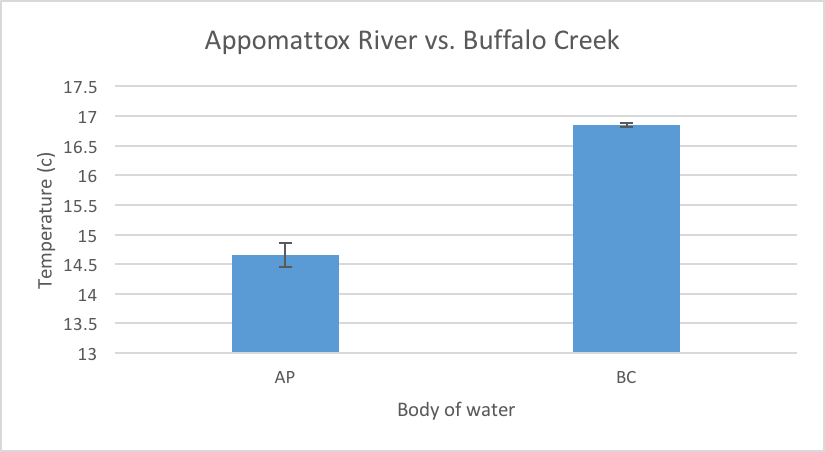 Appomattox River vs. Buffalo Creek
17.5
17
16.5
16
15.5
15
14.5
14
13.5
13
Temperature (c)
AP
BC
Body of water